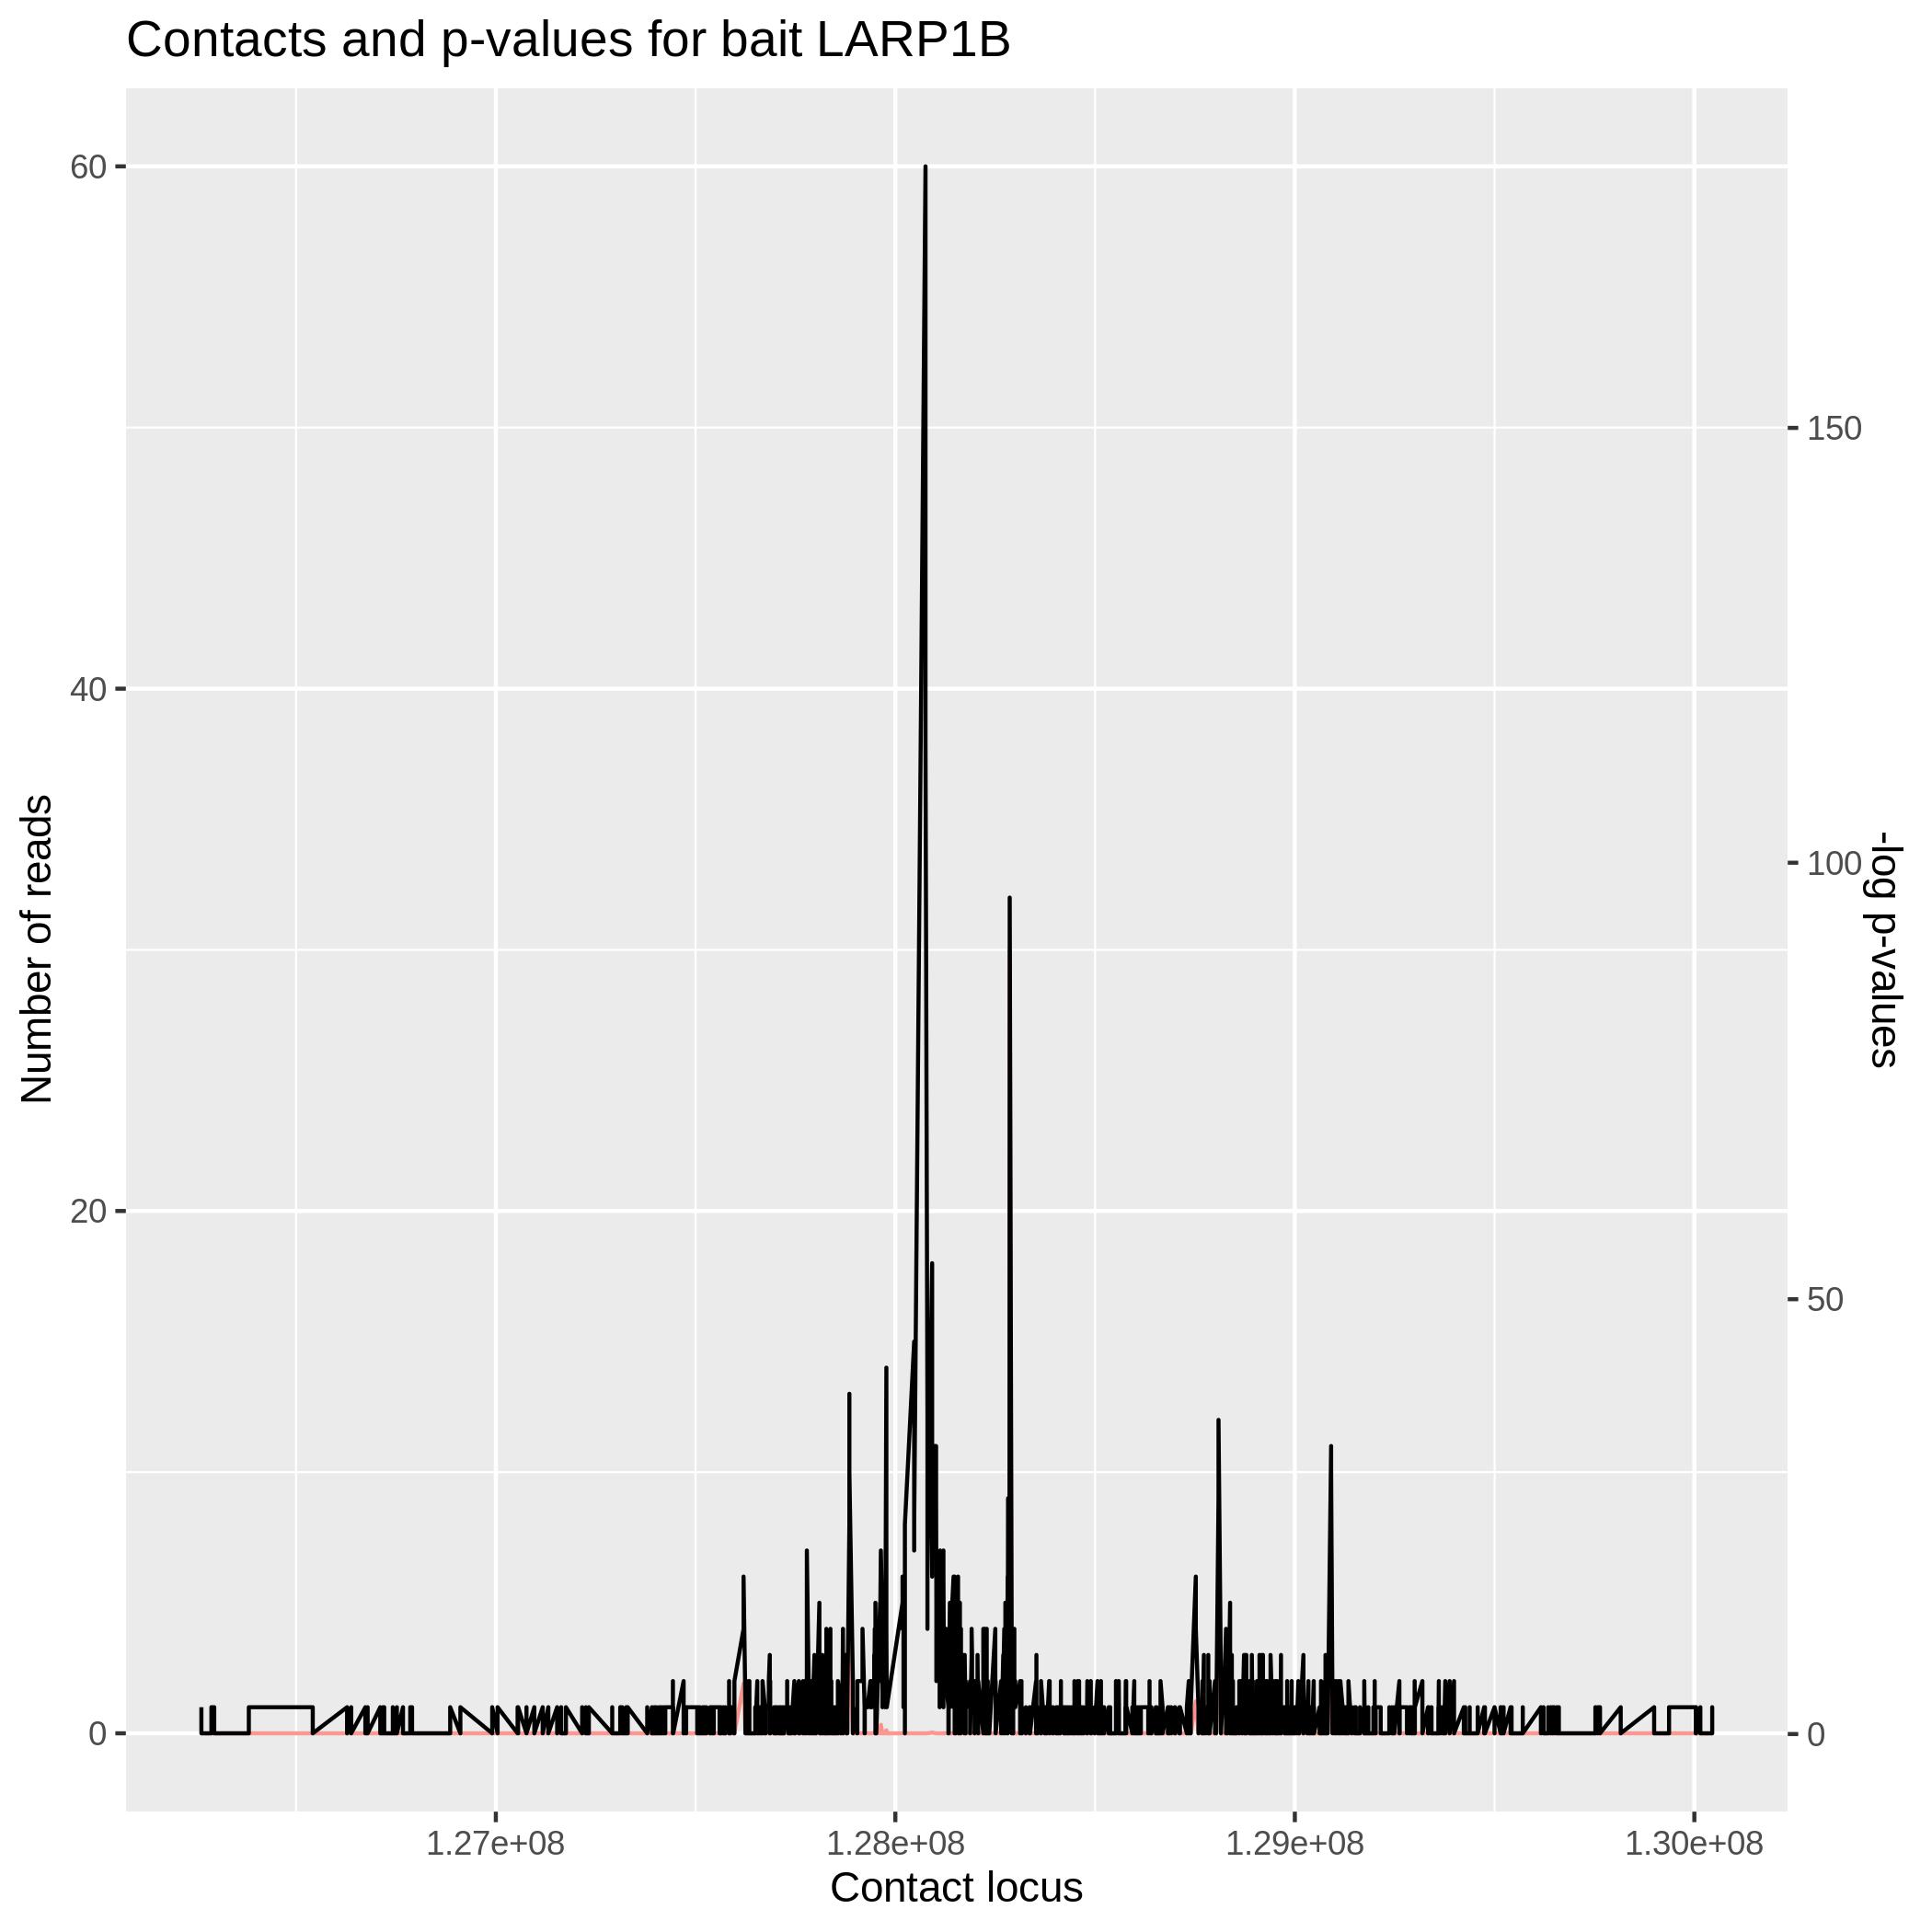 Contacts and p-values for bait LARP1B
60
40
20
0
Number of reads
150
100
50
0
-log p-values
1.27e+08
1.28e+08
1.29e+08
1.30e+08
Contact locus